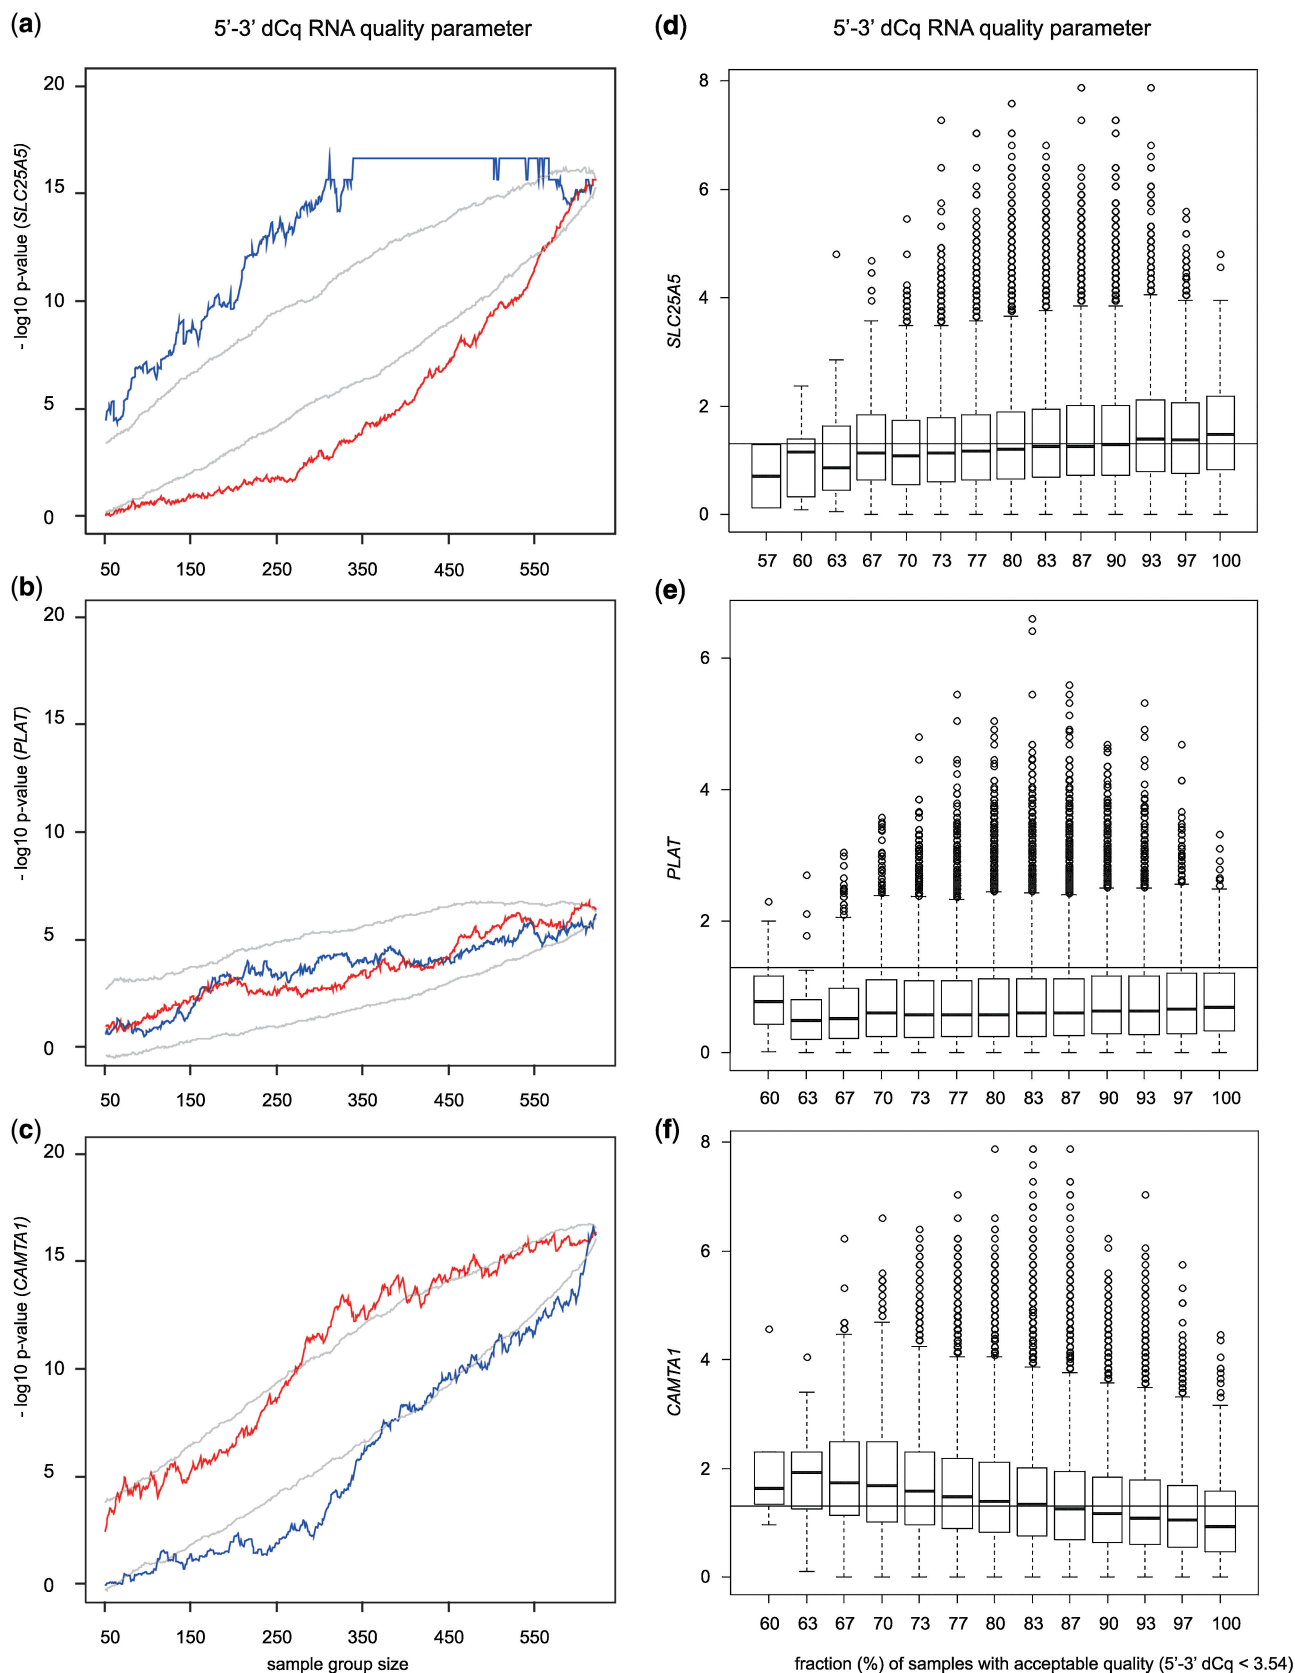 (a) 5’-3’ dCq RNA quality parameter
- log10 p-value (SLC25A5)
20
15
10
5
0
50 150 250 350 450 550
(d) 5’-3’ dCq RNA quality parameter
SLC25A5
8
6
4
2
0
57 60 63 67 70 73 77 80 83 87 90 93 97 100
(b)
- log10 p-value (PLAT)
20
15
10
5
0
50 150 250 350 450 550
(e)
PLAT
6
4
2
0
60 63 67 70 73 77 80 83 87 90 93 97 100
(c)
- log10 p-value (CAMTA1)
20
15
10
5
0
50 150 250 350 450 550
sample group size
(f)
CAMTA1
8
6
4
2
0
60 63 67 70 73 77 80 83 87 90 93 97 100
fraction (%) of samples with acceptable quality (5’-3’ dCq < 3.54)